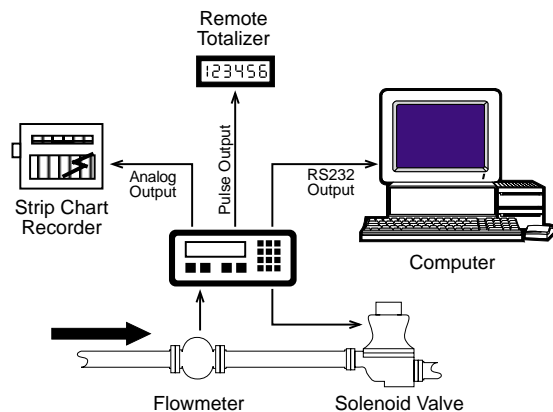 Remote
Totalizer
123456
Pulse Output
Analog
Output
RS232
Output
Strip Chart
Recorder
Computer
Flowmeter
Solenoid Valve